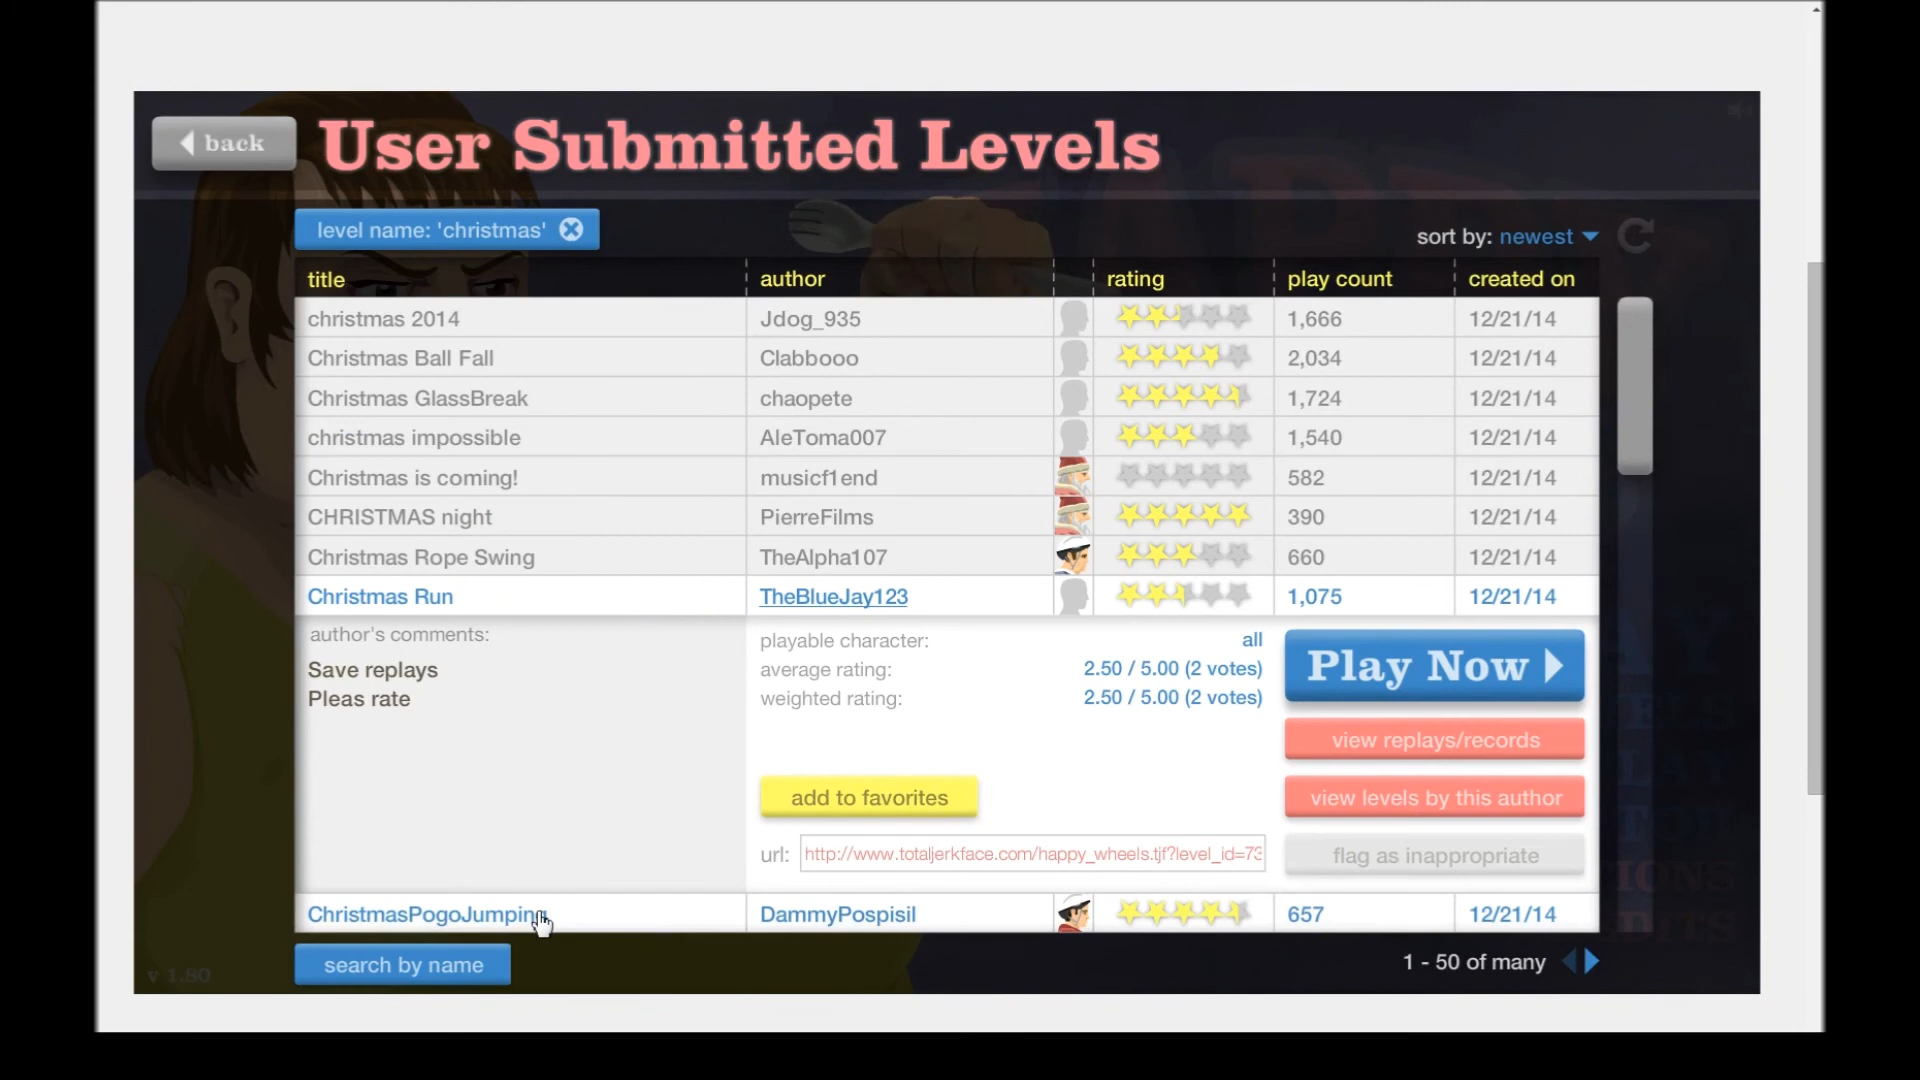 back
User Submitted Levels
level name: 'christmas'
sort by: newest
title author rating play count created on
christmas 2014 Jdog_935 1,666 12/21/14
Christmas Ball Fall Clabbooo 2,034 12/21/14
Christmas GlassBreak chaopete 1,724 12/21/14
christmas impossible AleToma007 1,540 12/21/14
Christmas is coming! musicf1end 582 12/21/14
CHRISTMAS night PierreFilms 390 12/21/14
Christmas Rope Swing TheAlpha107 660 12/21/14
Christmas Run TheBlueJay123 1,075 12/21/14
author's comments:
Save replays
Pleas rate
playable character: all
average rating: 2.50 / 5.00 (2 votes)
weighted rating: 2.50 / 5.00 (2 votes)
Play Now
view replays/records
add to favorites
view levels by this author
url: http://www.totaljerkface.com/happy_wheels.tjf?level_id=73
flag as inappropriate
ChristmasPogoJumping DammyPospisil 657 12/21/14
search by name
1 - 50 of many
v 1.80